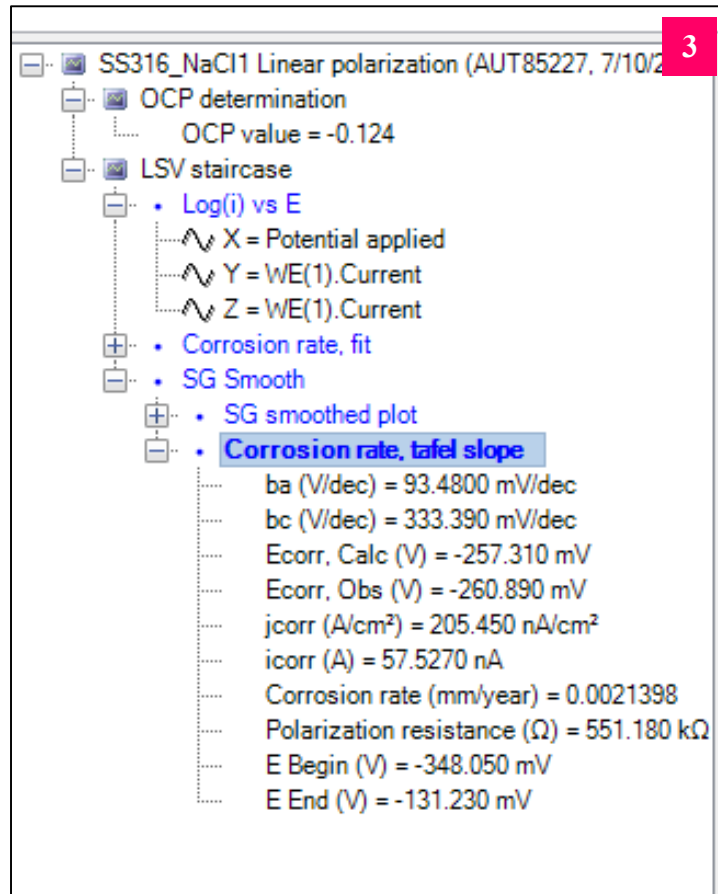 3
SS316_NaCl1 Linear polarization (AUT85227, 7/10/2
OCP determination
OCP value = -0.124
LSV staircase
Log(i) vs E
X = Potential applied
Y = WE(1).Current
Z = WE(1).Current
Corrosion rate, fit
SG Smooth
SG smoothed plot
Corrosion rate, tafel slope
ba (V/dec) = 93.4800 mV/dec
bc (V/dec) = 333.390 mV/dec
Ecorr, Calc (V) = -257.310 mV
Ecorr, Obs (V) = -260.890 mV
jcorr (A/cm²) = 205.450 nA/cm²
icorr (A) = 57.5270 nA
Corrosion rate (mm/year) = 0.0021398
Polarization resistance (Ω) = 551.180 kΩ
E Begin (V) = -348.050 mV
E End (V) = -131.230 mV